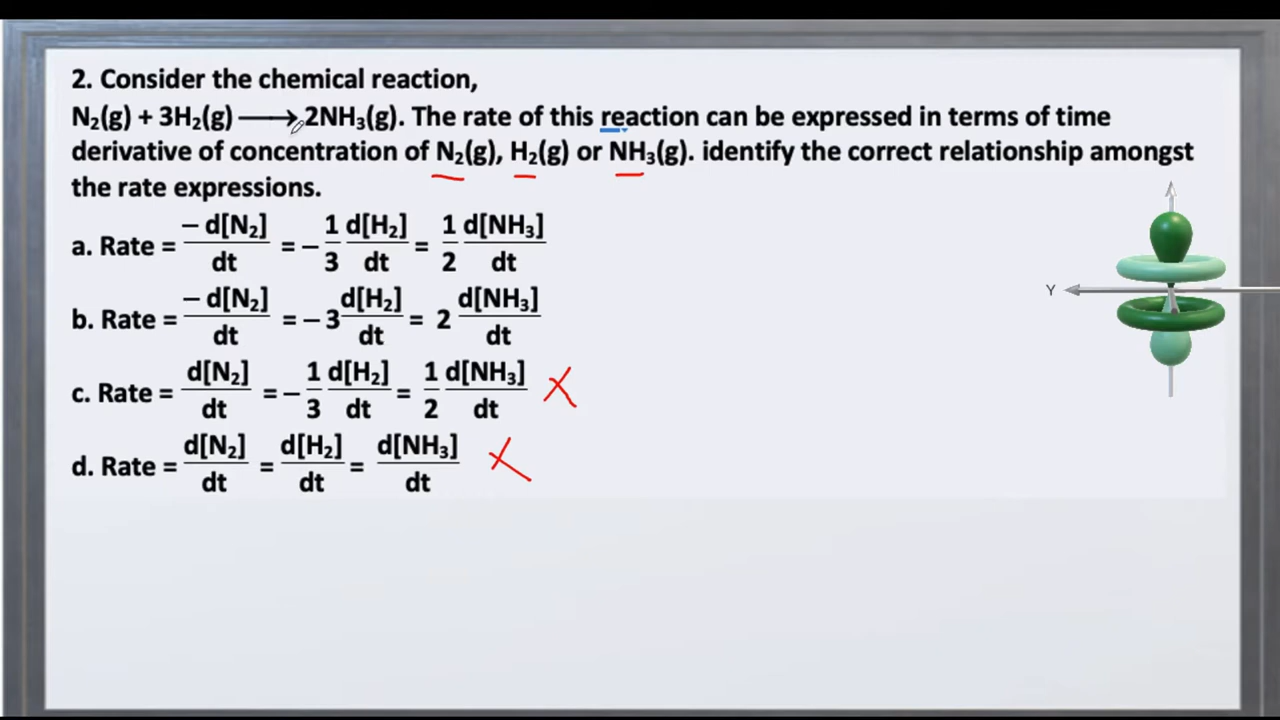 2. Consider the chemical reaction,
N₂(g) + 3H₂(g) ⟶ 2NH₃(g). The rate of this reaction can be expressed in terms of time
derivative of concentration of N₂(g), H₂(g) or NH₃(g). identify the correct relationship amongst
the rate expressions.
a. Rate = − d[N₂]/dt = − 1/3 d[H₂]/dt = 1/2 d[NH₃]/dt
b. Rate = − d[N₂]/dt = − 3 d[H₂]/dt = 2 d[NH₃]/dt
c. Rate = d[N₂]/dt = − 1/3 d[H₂]/dt = 1/2 d[NH₃]/dt
d. Rate = d[N₂]/dt = d[H₂]/dt = d[NH₃]/dt
Y